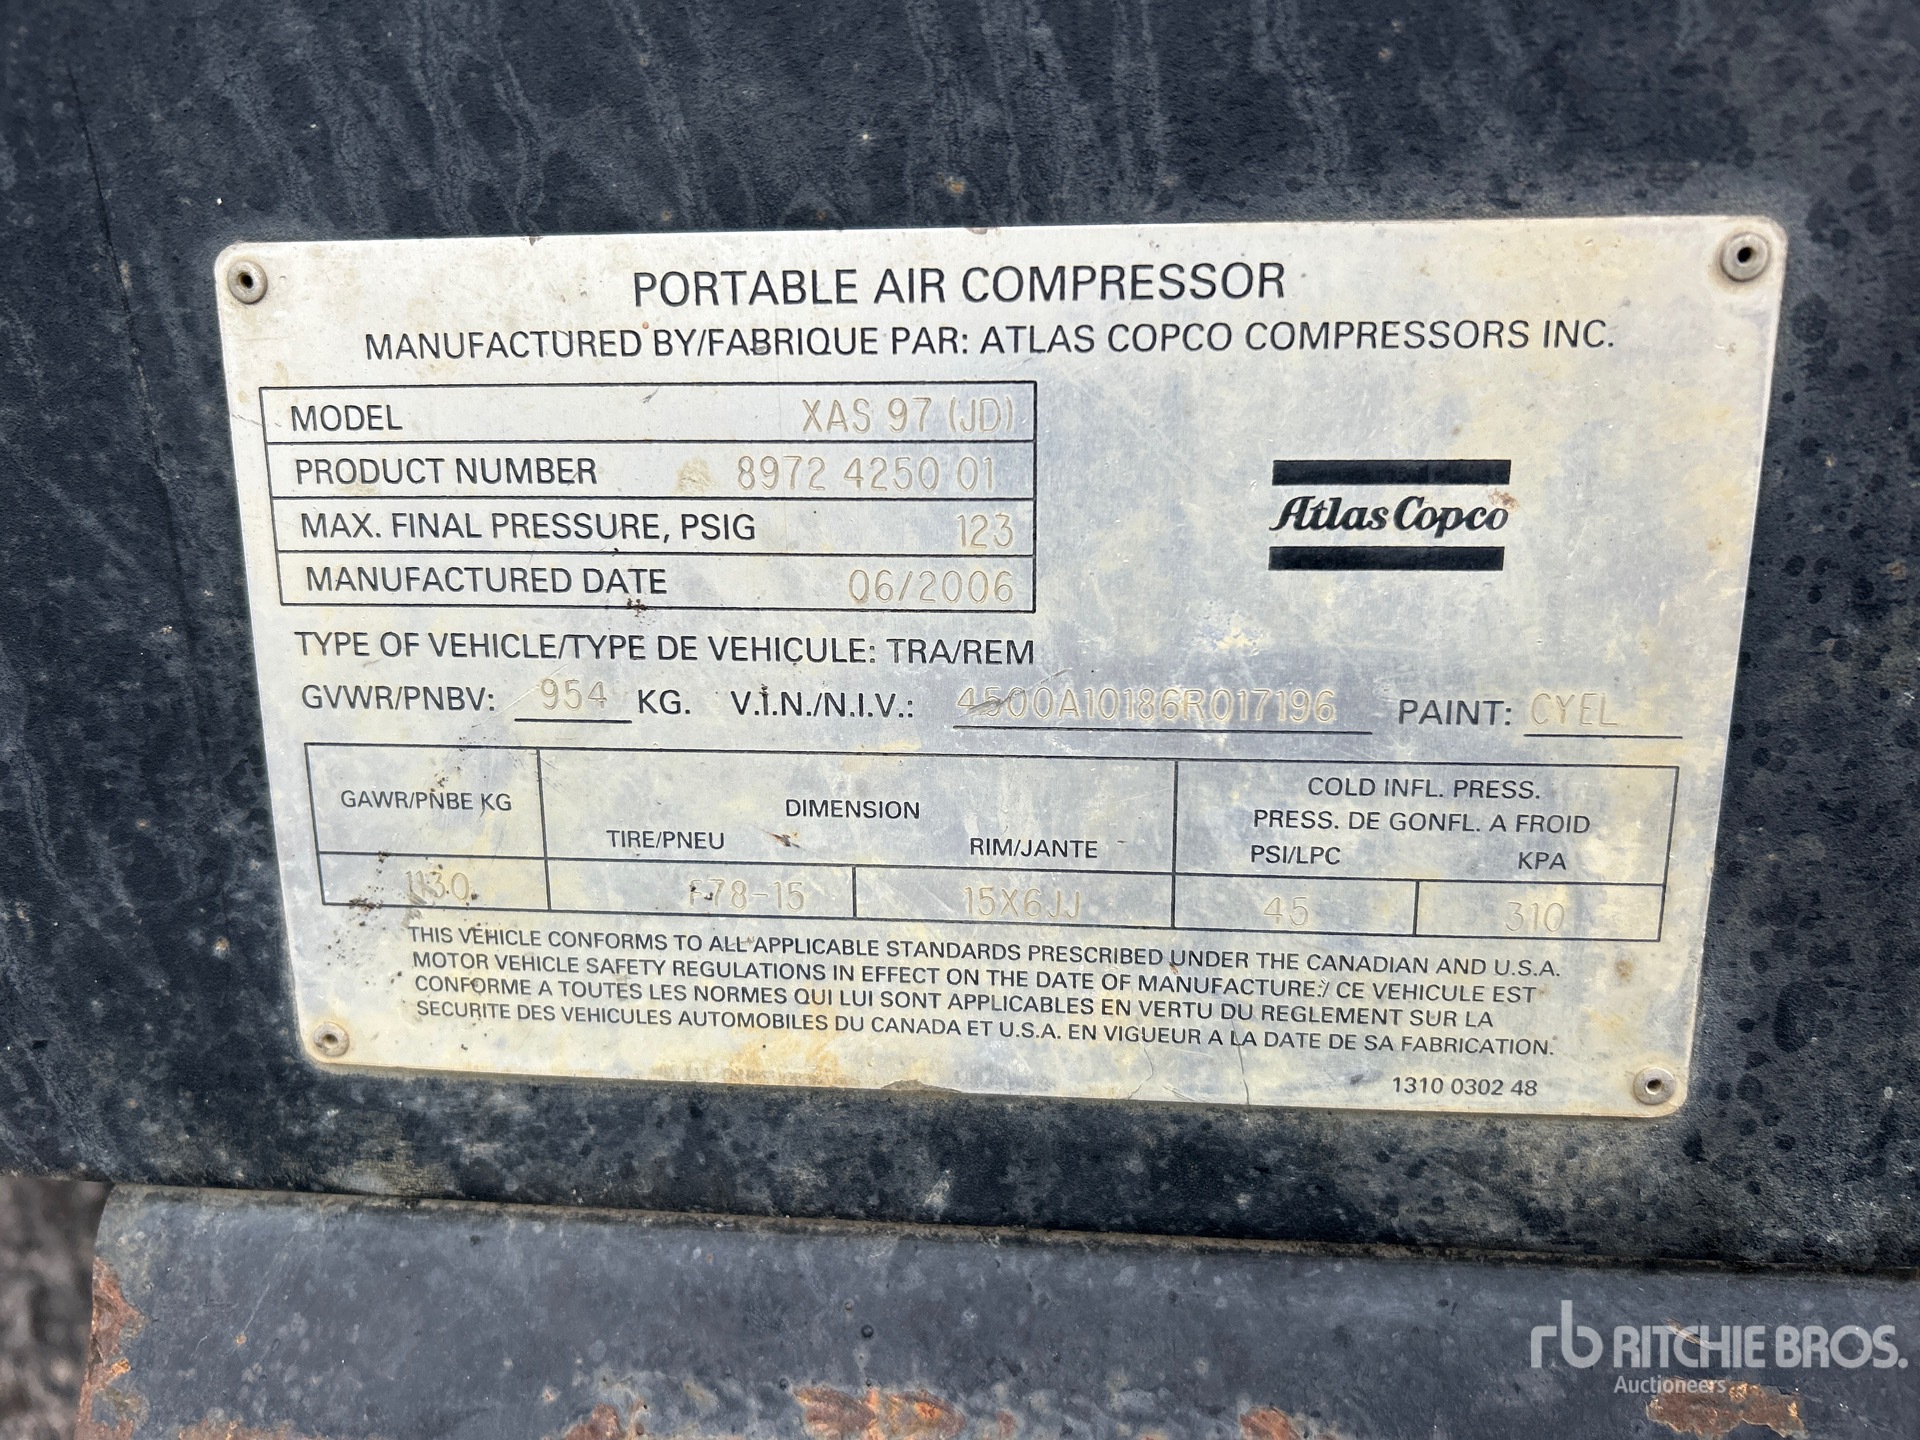 PORTABLE AIR COMPRESSOR
MANUFACTURED BY/FABRIQUE PAR: ATLAS COPCO COMPRESSORS INC.
MODEL XAS 97 (JD)
PRODUCT NUMBER 8972 4250 01
MAX. FINAL PRESSURE, PSIG 123
MANUFACTURED DATE 06/2006
Atlas Copco
TYPE OF VEHICLE/TYPE DE VEHICULE: TRA/REM
GVWR/PNBV: 954 KG. V.I.N./N.I.V.: 4500A10186R017196 PAINT: CYEL
GAWR/PNBE KG DIMENSION COLD INFL. PRESS.
PRESS. DE GONFL. A FROID
TIRE/PNEU RIM/JANTE PSI/LPC KPA
1130 F78-15 15X6JJ 45 310
THIS VEHICLE CONFORMS TO ALL APPLICABLE STANDARDS PRESCRIBED UNDER THE CANADIAN AND U.S.A.
MOTOR VEHICLE SAFETY REGULATIONS IN EFFECT ON THE DATE OF MANUFACTURE./ CE VEHICULE EST
CONFORME A TOUTES LES NORMES QUI LUI SONT APPLICABLES EN VERTU DU REGLEMENT SUR LA
SECURITE DES VEHICULES AUTOMOBILES DU CANADA ET U.S.A. EN VIGUEUR A LA DATE DE SA FABRICATION.
1310 0302 48
rb RITCHIE BROS.
Auctioneers